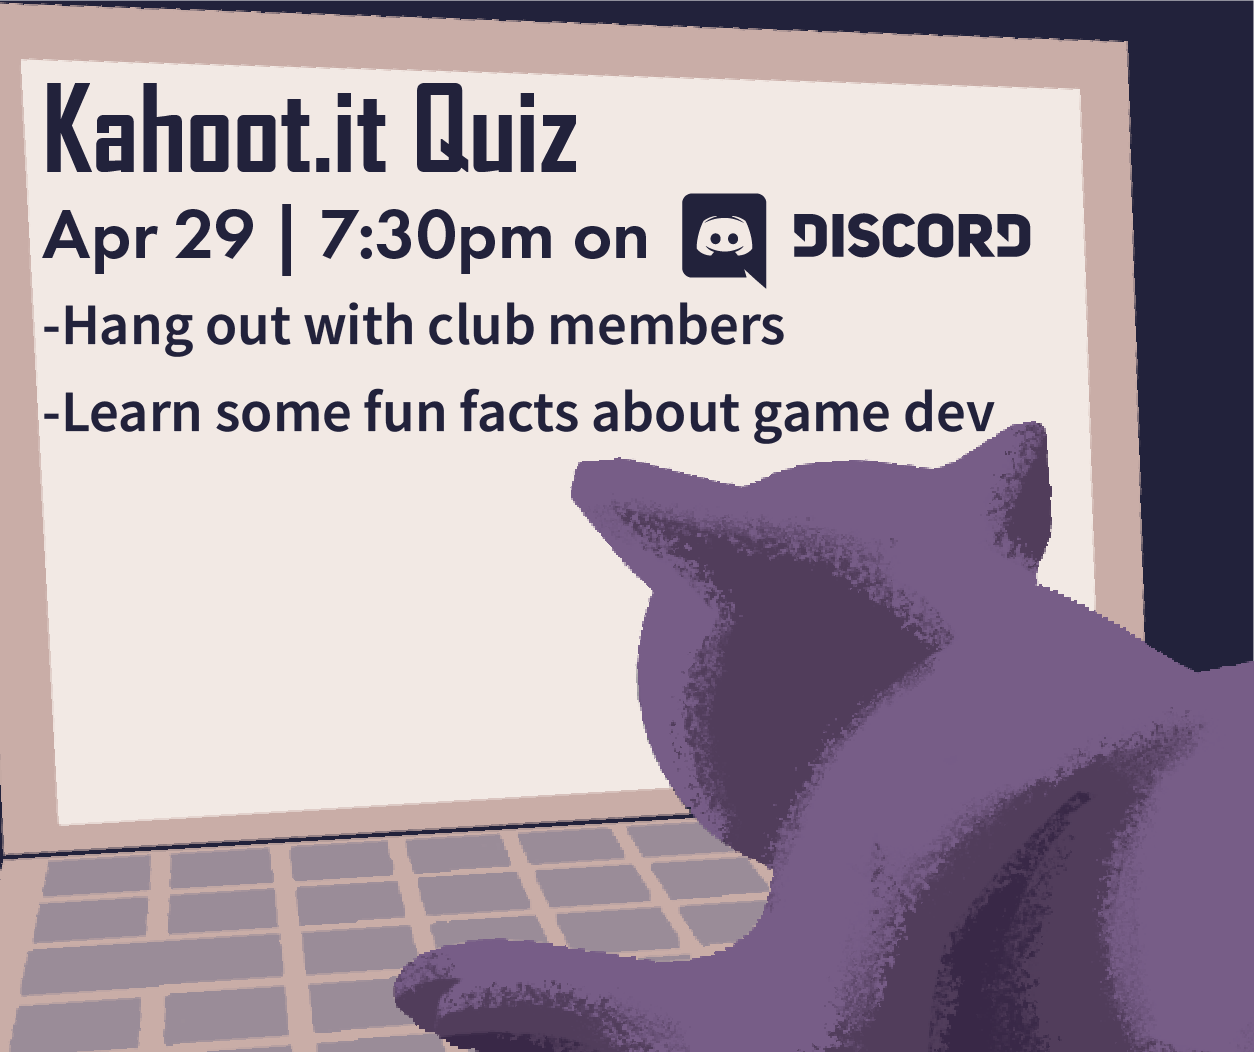 Kahoot.it Quiz
Apr 29 | 7:30pm on DISCORD
-Hang out with club members
-Learn some fun facts about game dev